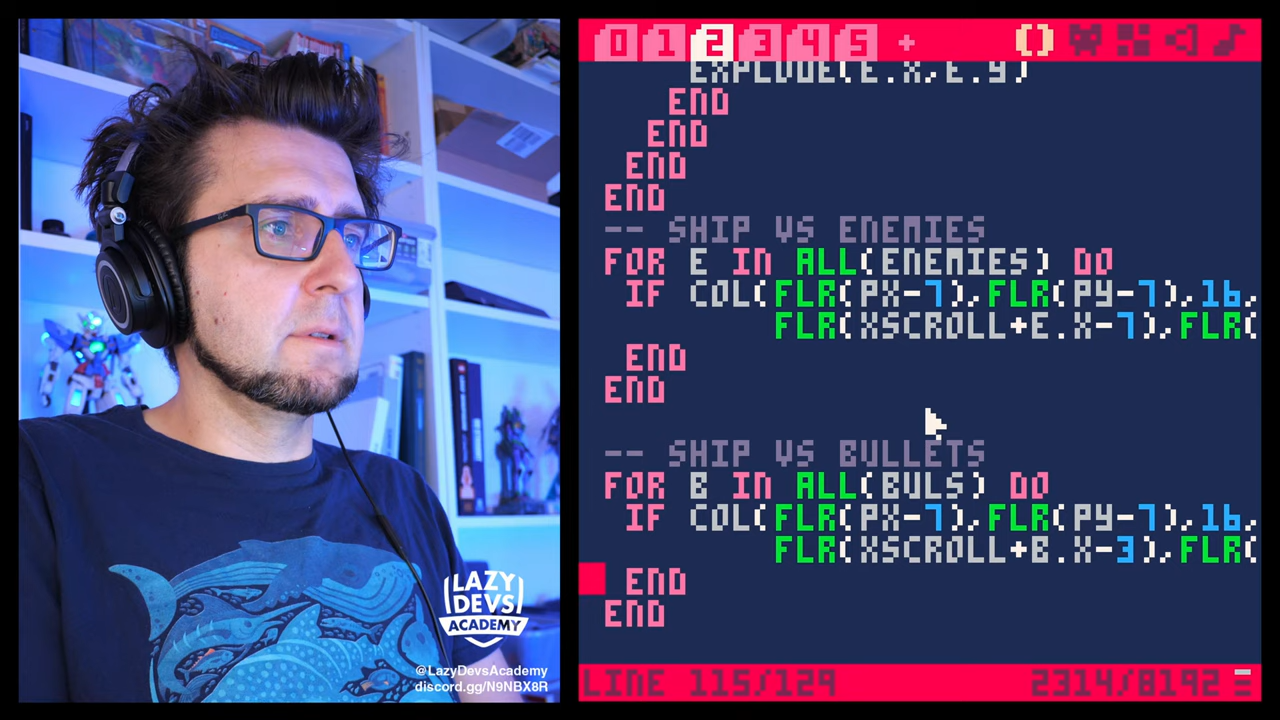 LAZY
DEVS
ACADEMY
@LazyDevsAcademy
discord.gg/N9NBX8R
0 1 2 3 4 5 + ()
EXPLODE(E.X,E.Y)
END
END
END
END
-- SHIP VS ENEMIES
FOR E IN ALL(ENEMIES) DO
IF COL(FLR(PX-7),FLR(PY-7),16,
FLR(XSCROLL+E.X-7),FLR(
END
END
-- SHIP VS BULLETS
FOR B IN ALL(BULS) DO
IF COL(FLR(PX-7),FLR(PY-7),16,
FLR(XSCROLL+B.X-3),FLR(
END
END
LINE 115/129
2314/8192